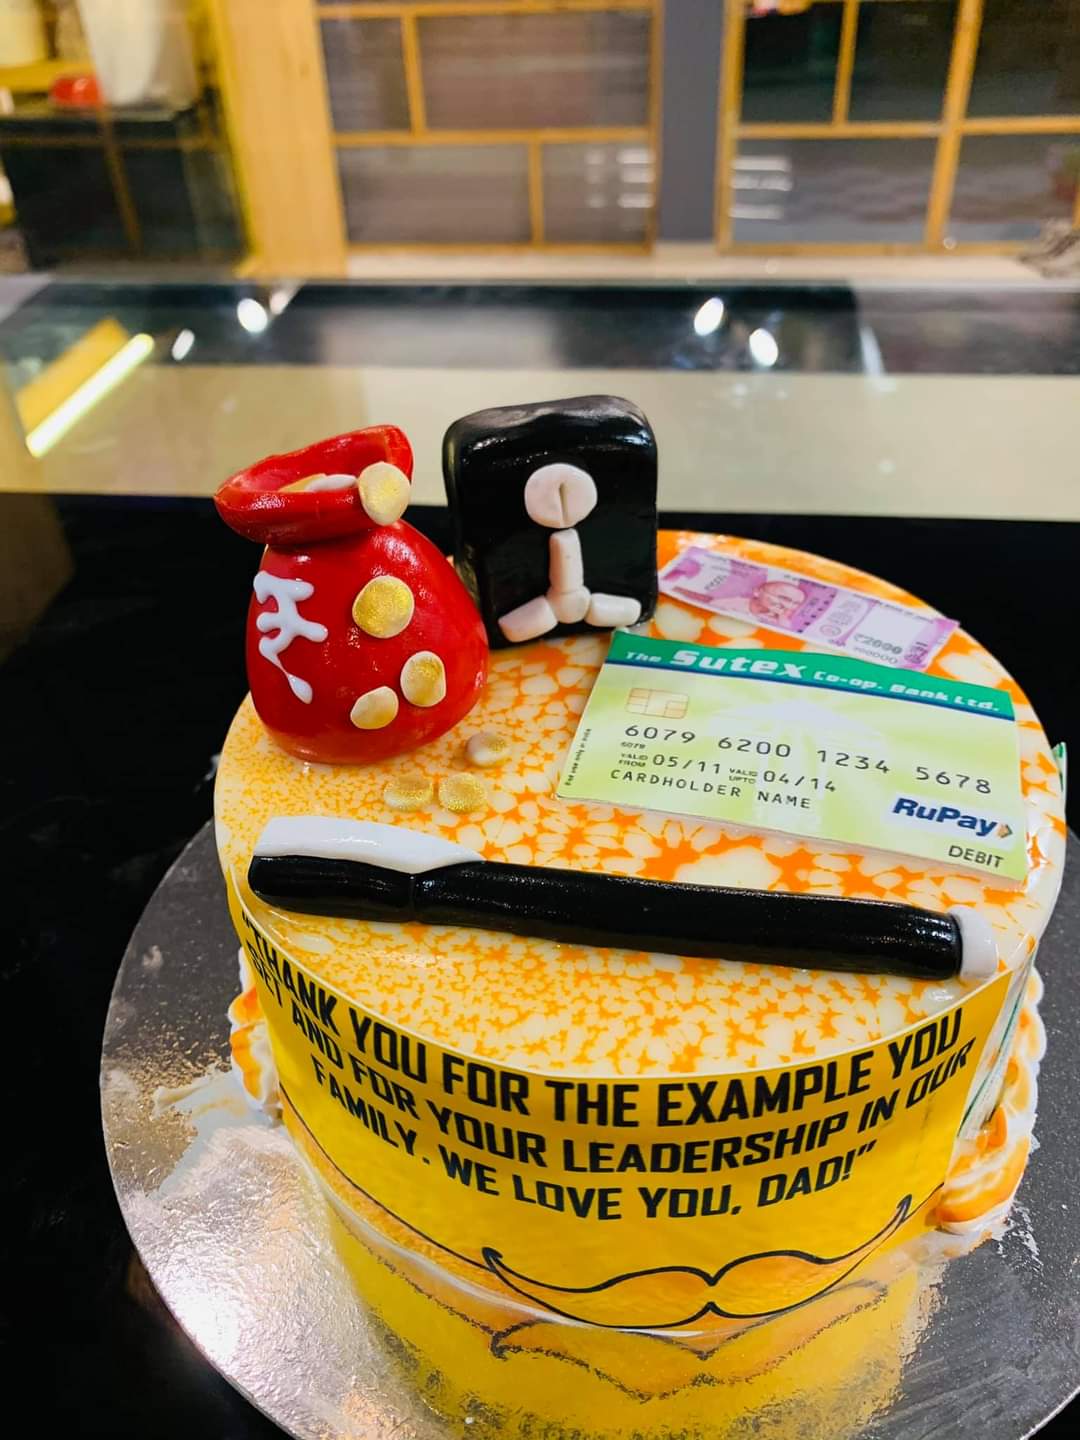 ₹
₹2000
The Sutex Co-op. Bank Ltd.
6079 6200 1234 5678
6079
VALID FROM 05/11 VALID UPTO 04/14
CARDHOLDER NAME
RuPay
DEBIT
"THANK YOU FOR THE EXAMPLE YOU
SET AND FOR YOUR LEADERSHIP IN OUR
FAMILY. WE LOVE YOU, DAD!"